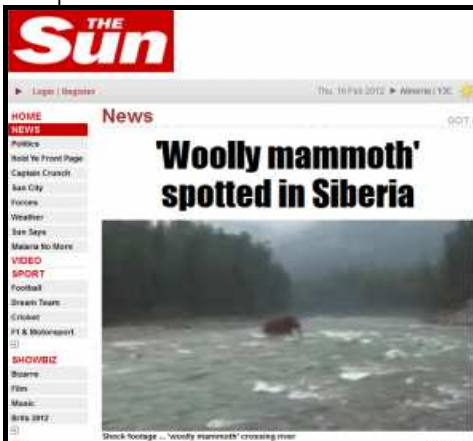 THE
Sun
Login | Register
Thu, 16 Feb 2012
HOME
News
GOT
NEWS
Politics
Hold Ye Front Page
Captain Crunch
Sun City
Forces
Weather
Sun Says
Malaria No More
VIDEO
SPORT
Football
Dream Team
Cricket
F1 & Motorsport
SHOWBIZ
Bizarre
Film
Music
Brits 2012
'Woolly mammoth'
spotted in Siberia
Shock footage ... 'woolly mammoth' crossing river